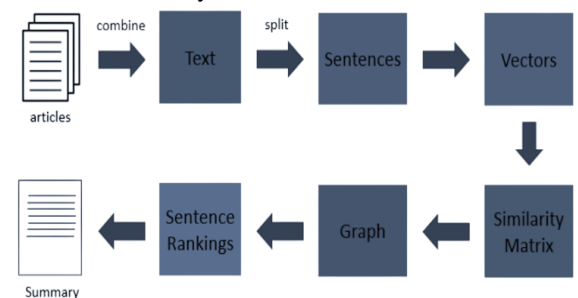 combine
split
Text
Sentences
Vectors
articles
Sentence
Rankings
Graph
Similarity
Matrix
Summary